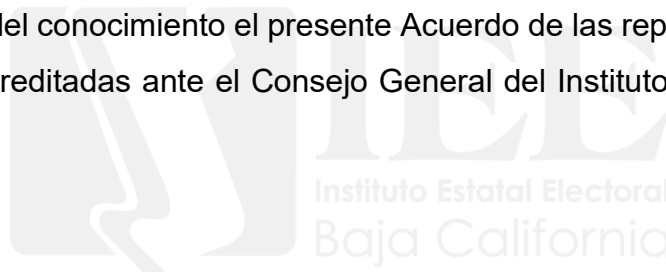 del conocimiento el presente Acuerdo de las rep
reditadas ante el Consejo General del Instituto
IEE
Instituto Estatal Electoral
Baja California